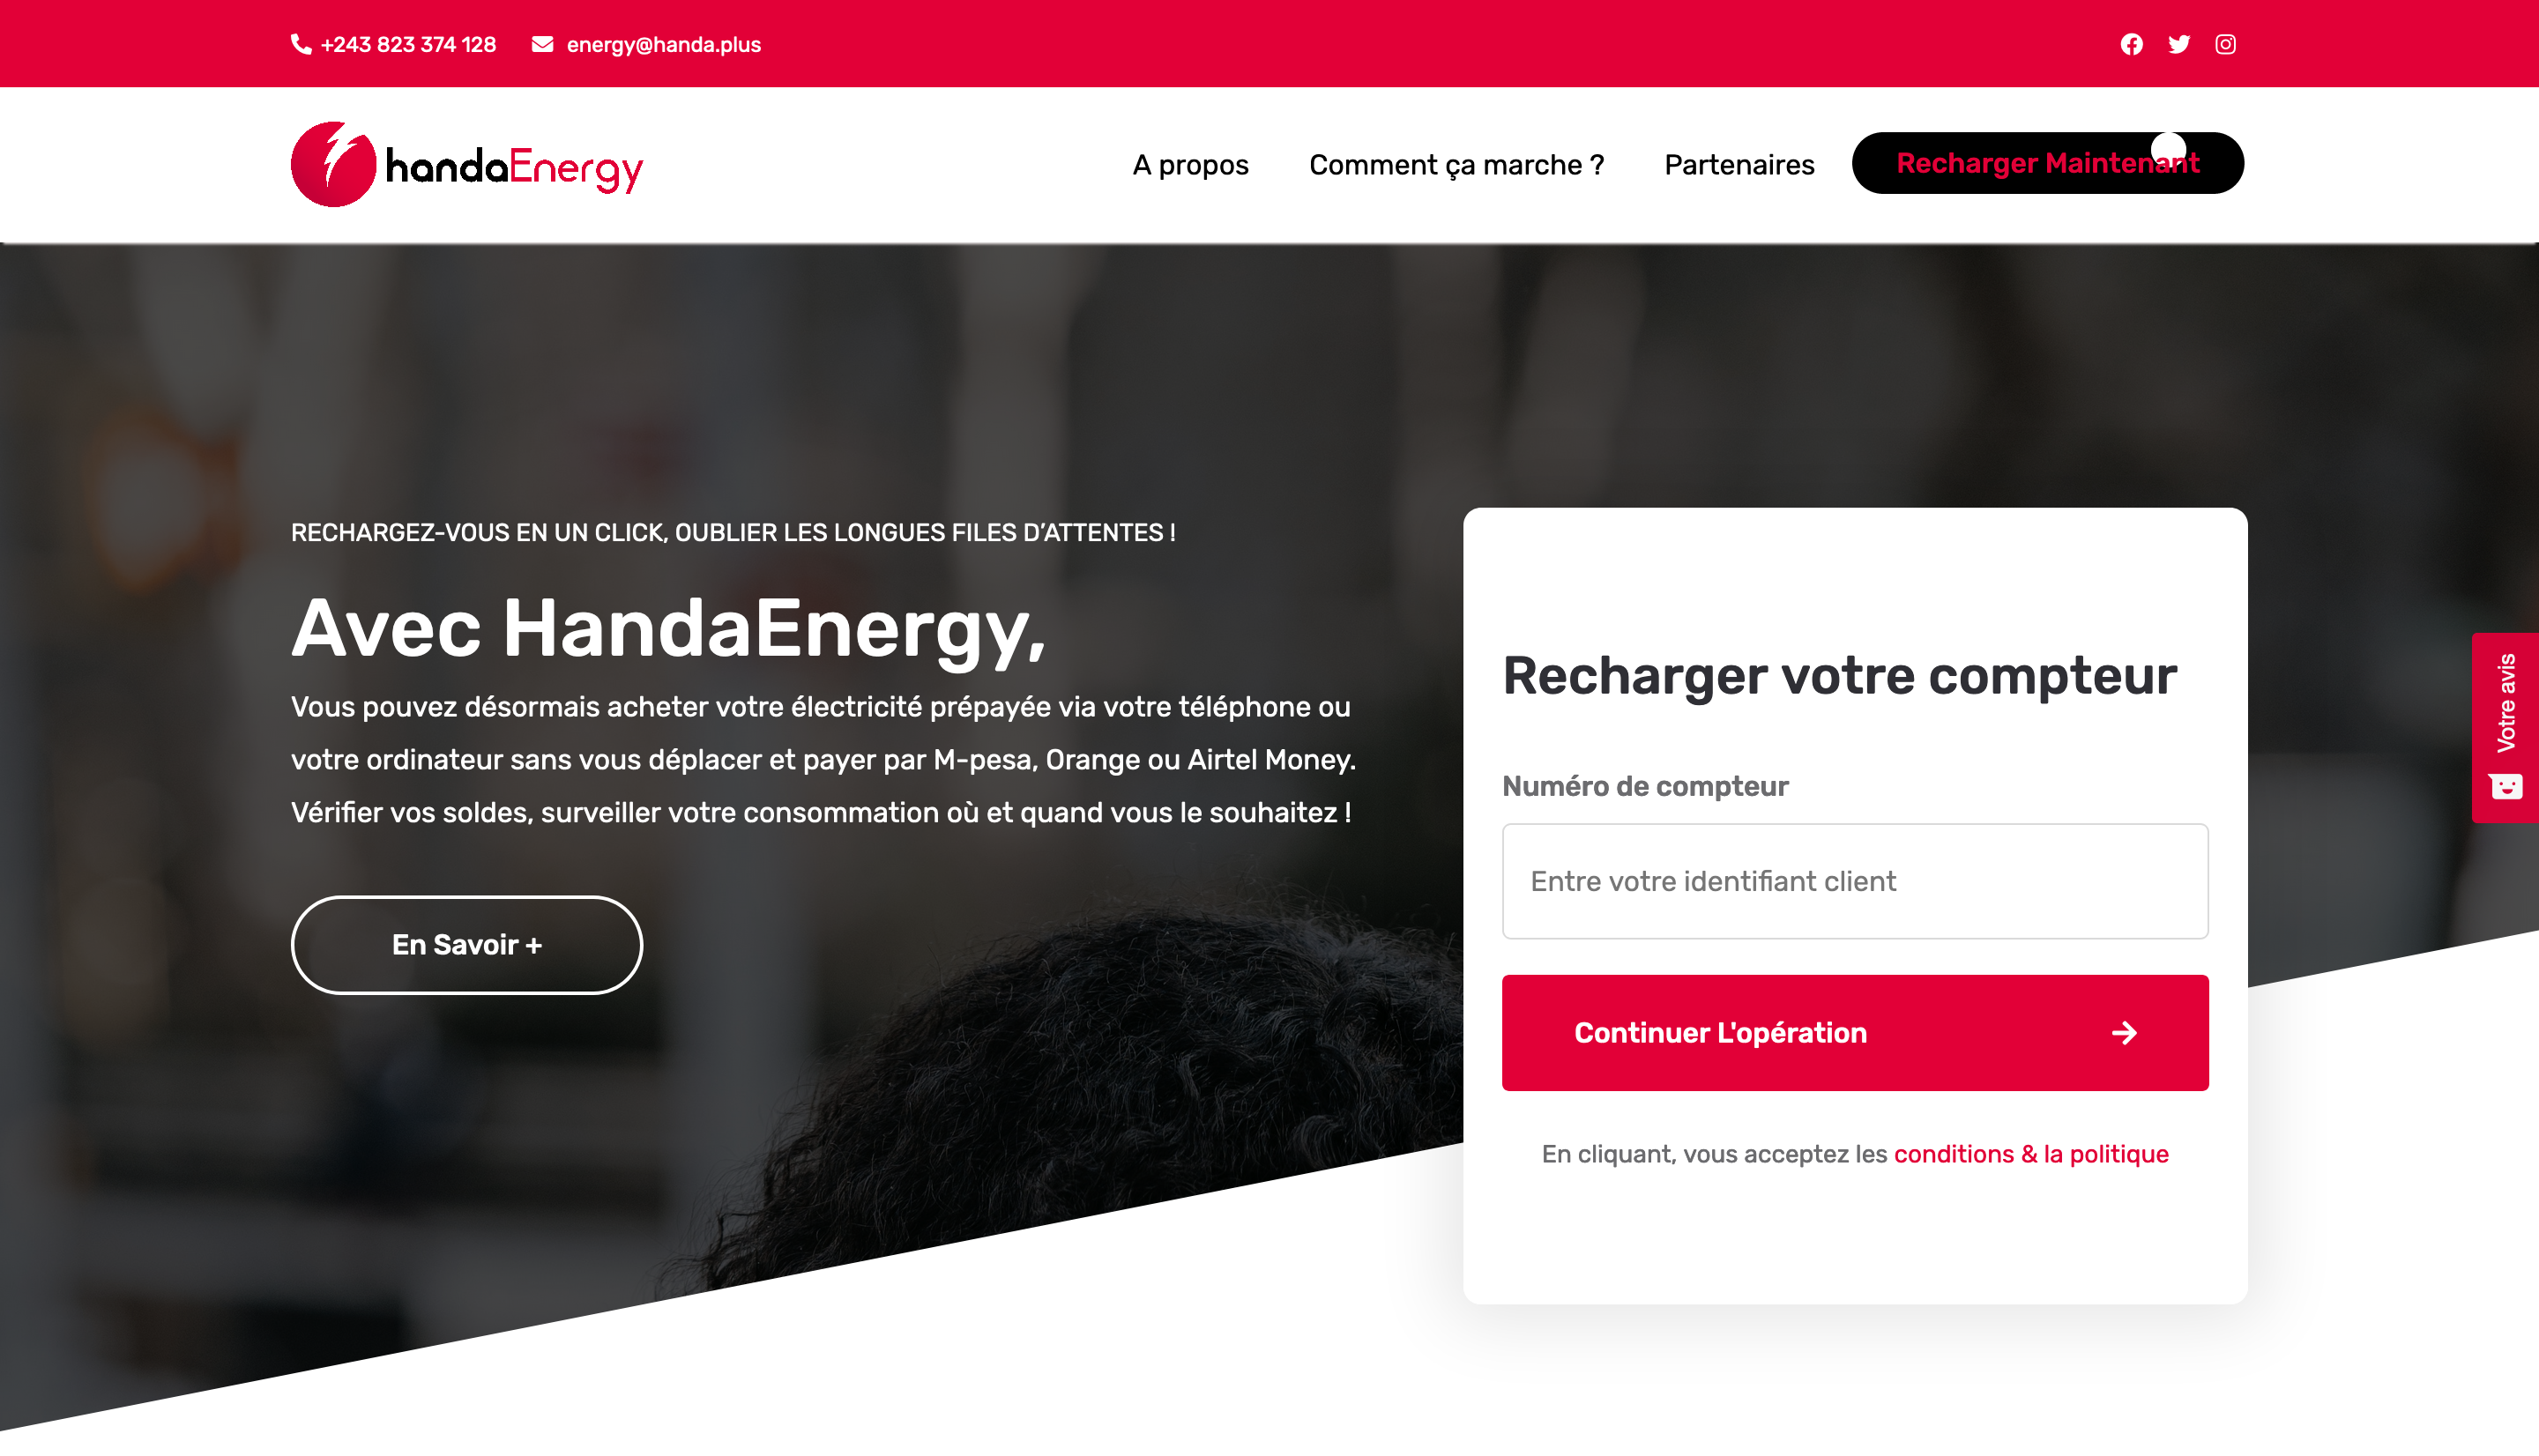 +243 823 374 128 energy@handa.plus
handaEnergy
A propos Comment ça marche ? Partenaires Recharger Maintenant
RECHARGEZ-VOUS EN UN CLICK, OUBLIER LES LONGUES FILES D’ATTENTES !
Avec HandaEnergy,
Vous pouvez désormais acheter votre électricité prépayée via votre téléphone ou
votre ordinateur sans vous déplacer et payer par M-pesa, Orange ou Airtel Money.
Vérifier vos soldes, surveiller votre consommation où et quand vous le souhaitez !
En Savoir +
Recharger votre compteur
Numéro de compteur
Entre votre identifiant client
Continuer L'opération
En cliquant, vous acceptez les conditions & la politique
Votre avis